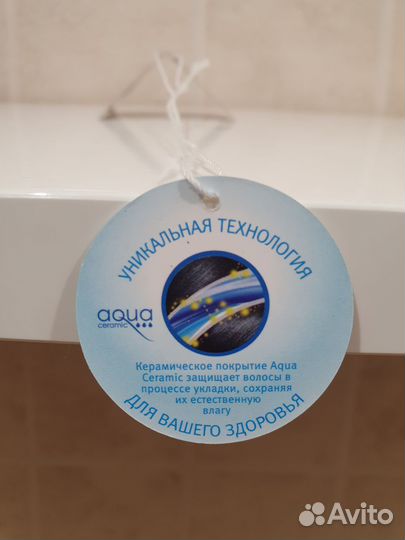 УНИКАЛЬНАЯ ТЕХНОЛОГИЯ
aqua
ceramic
Керамическое покрытие Aqua
Ceramic защищает волосы в
процессе укладки, сохраняя
их естественную
влагу
ДЛЯ ВАШЕГО ЗДОРОВЬЯ
Avito